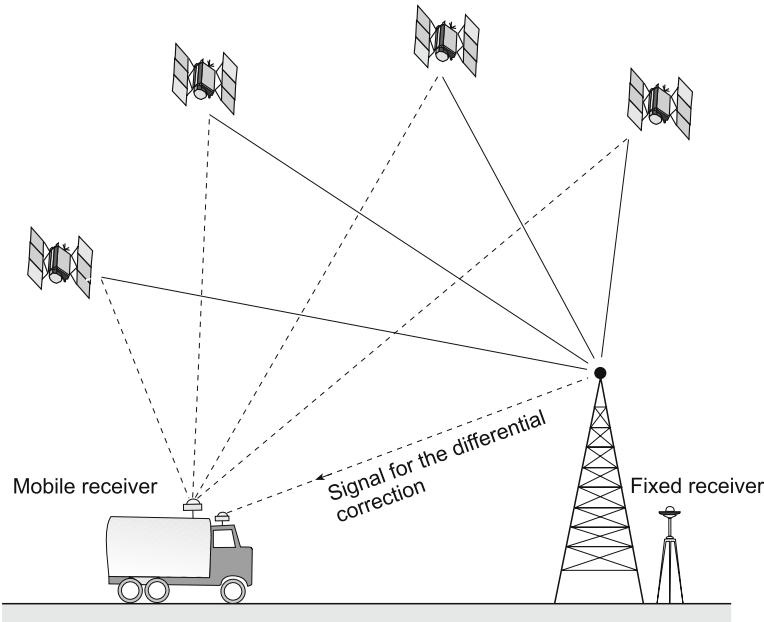 Signal for the differential
correction
Mobile receiver
Fixed receiver